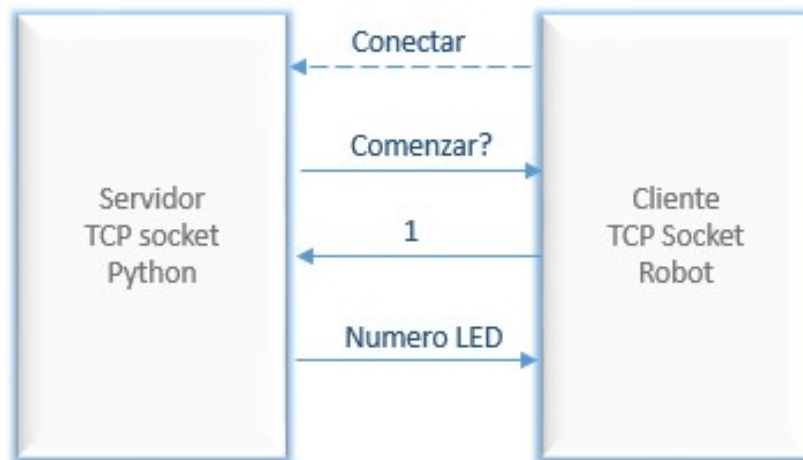 Conectar
Comenzar?
Servidor
TCP socket
Python
1
Cliente
TCP Socket
Robot
Numero LED